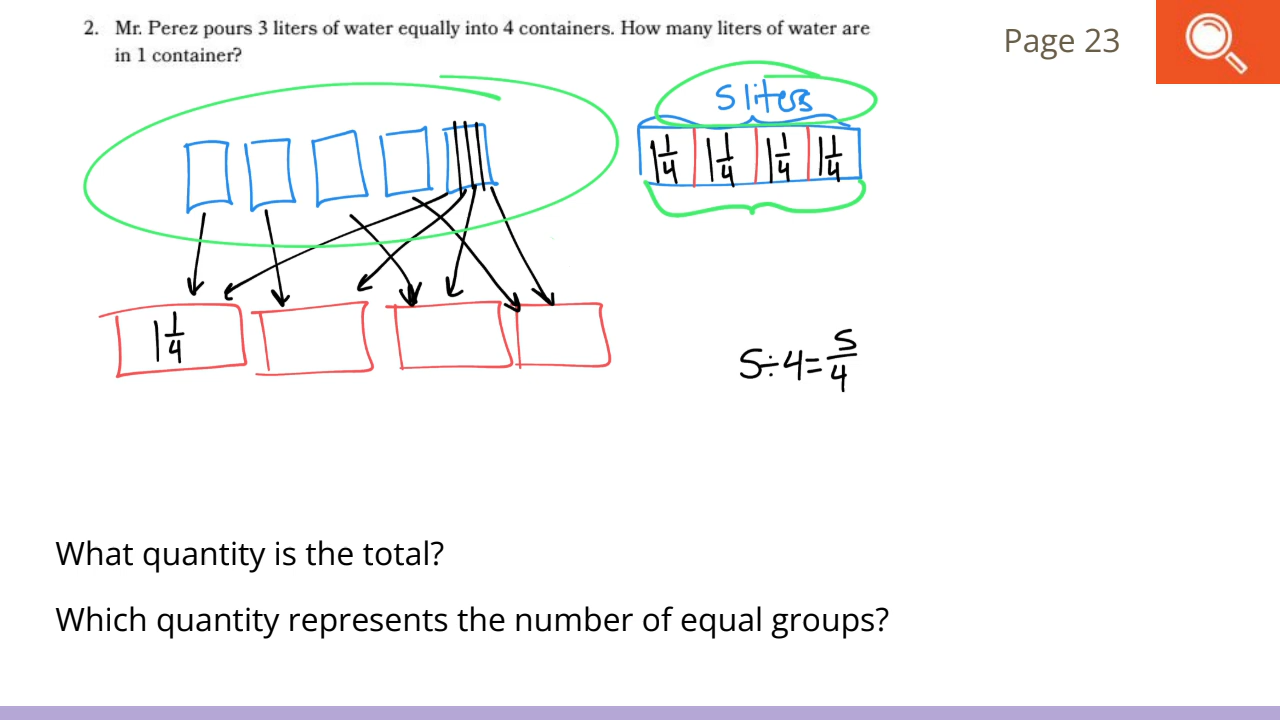 2. Mr. Perez pours 3 liters of water equally into 4 containers. How many liters of water are
in 1 container?
Page 23
5 liters
1 1/4 1 1/4 1 1/4 1 1/4
1 1/4
5÷4=5/4
What quantity is the total?
Which quantity represents the number of equal groups?